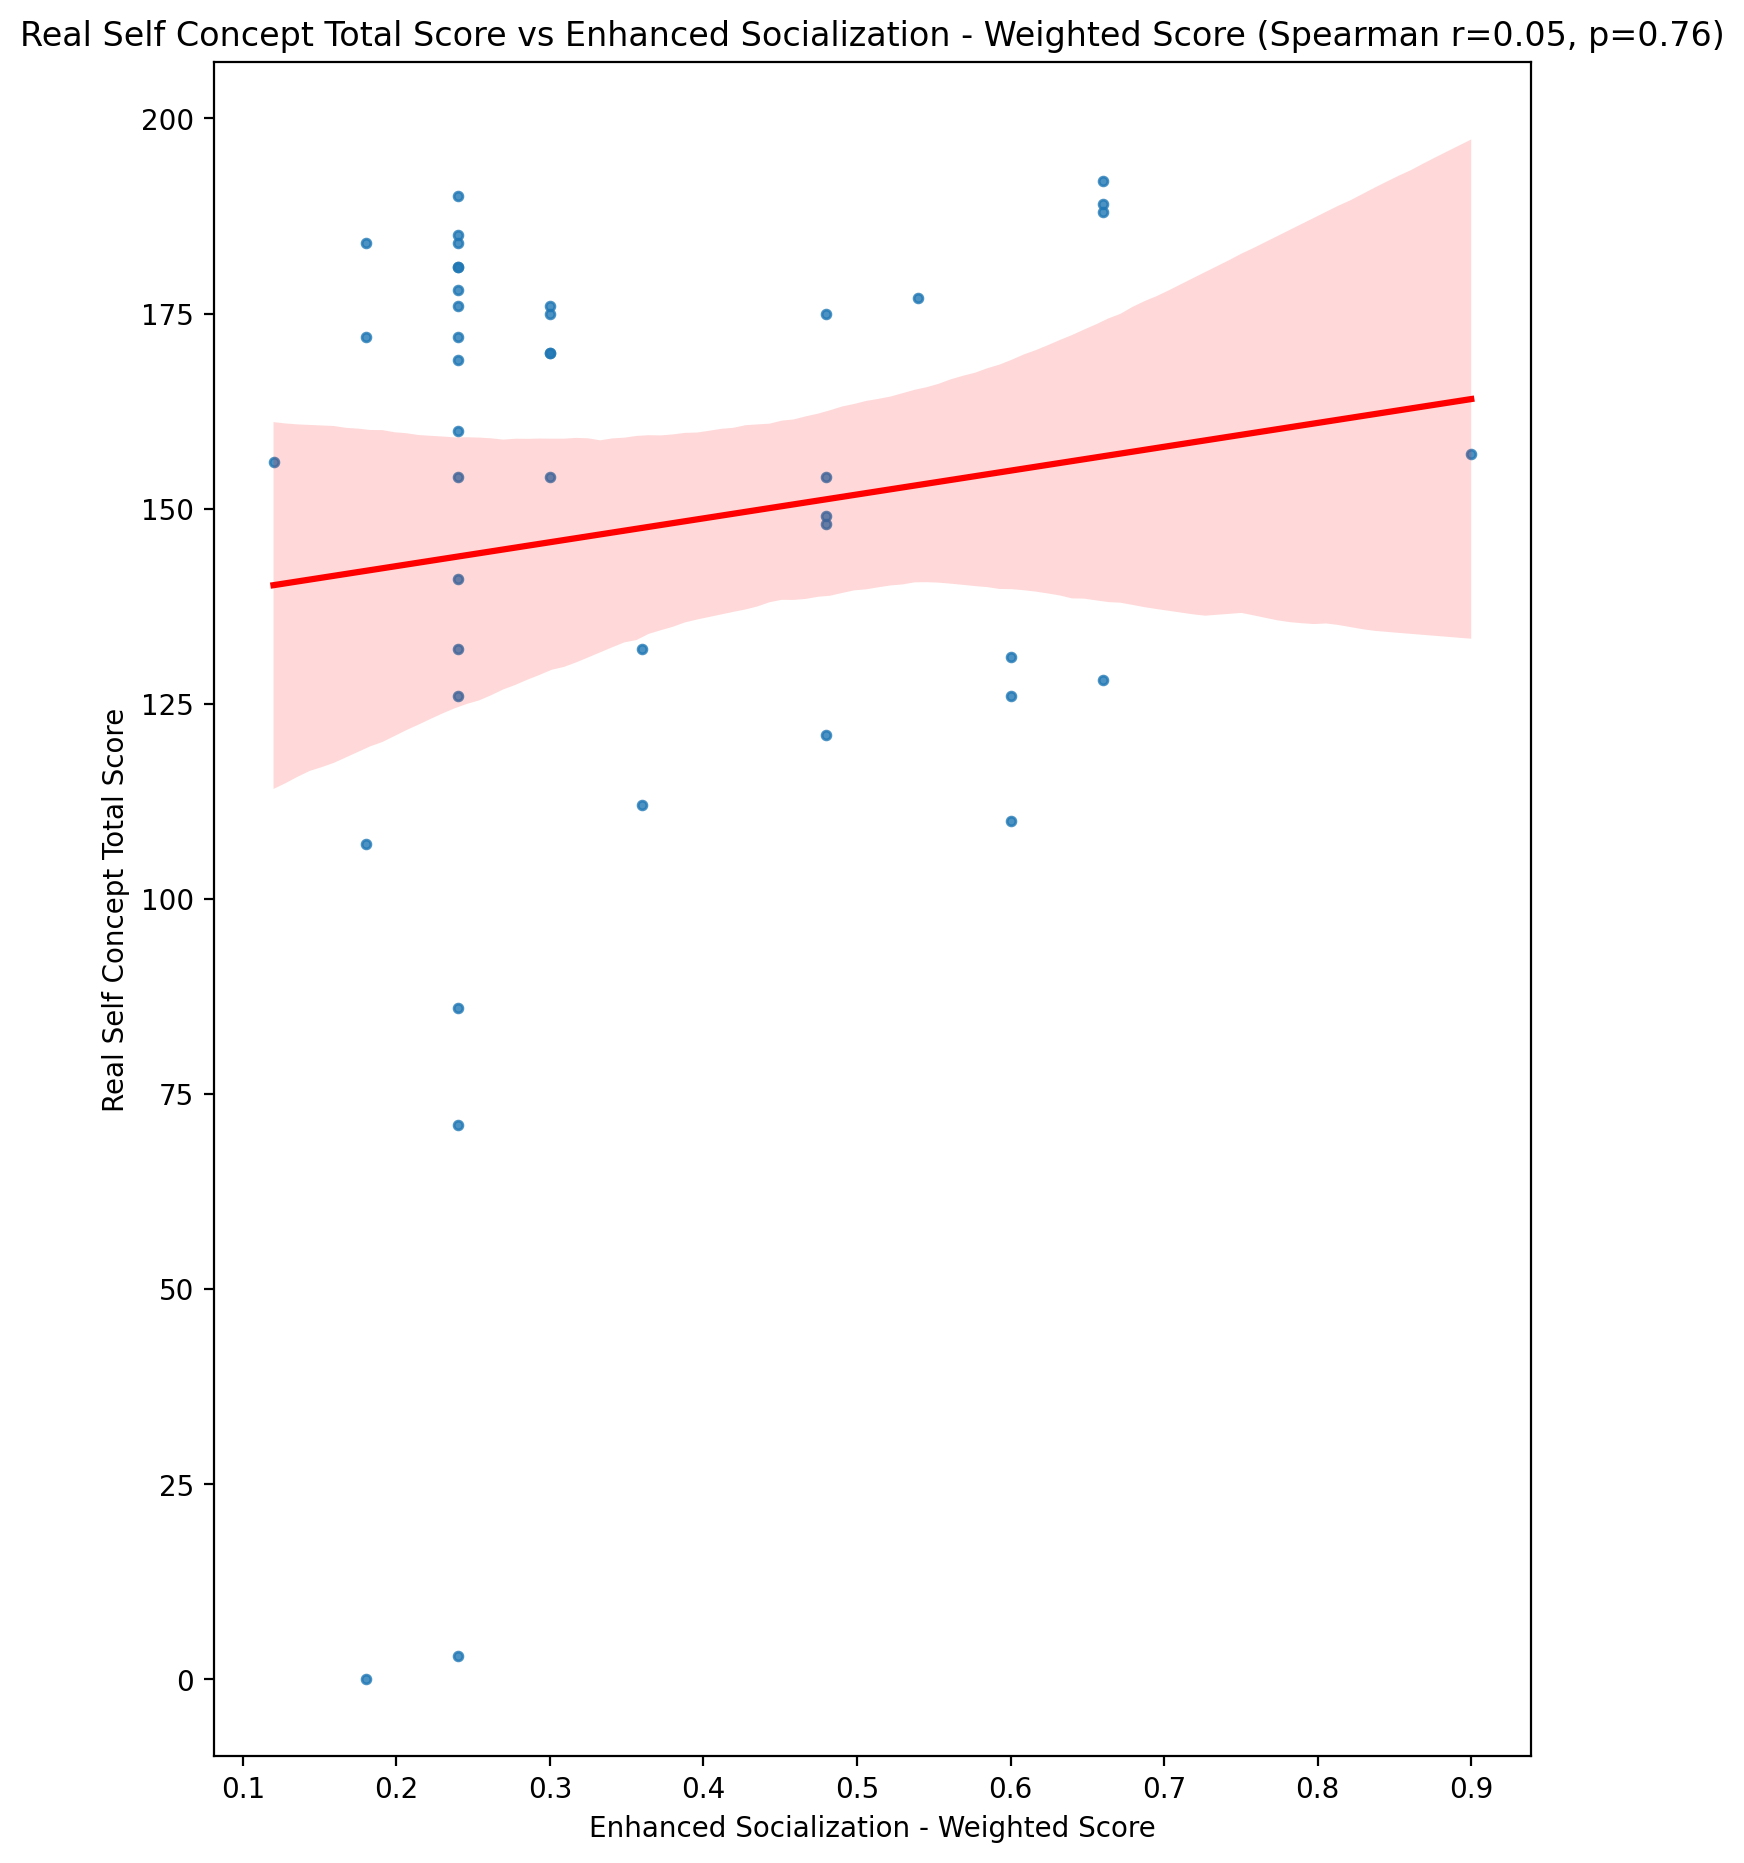 Real Self Concept Total Score vs Enhanced Socialization - Weighted Score (Spearman r=0.05, p=0.76)
200
175
150
125
100
75
50
25
0
Real Self Concept Total Score
0.1 0.2 0.3 0.4 0.5 0.6 0.7 0.8 0.9
Enhanced Socialization - Weighted Score